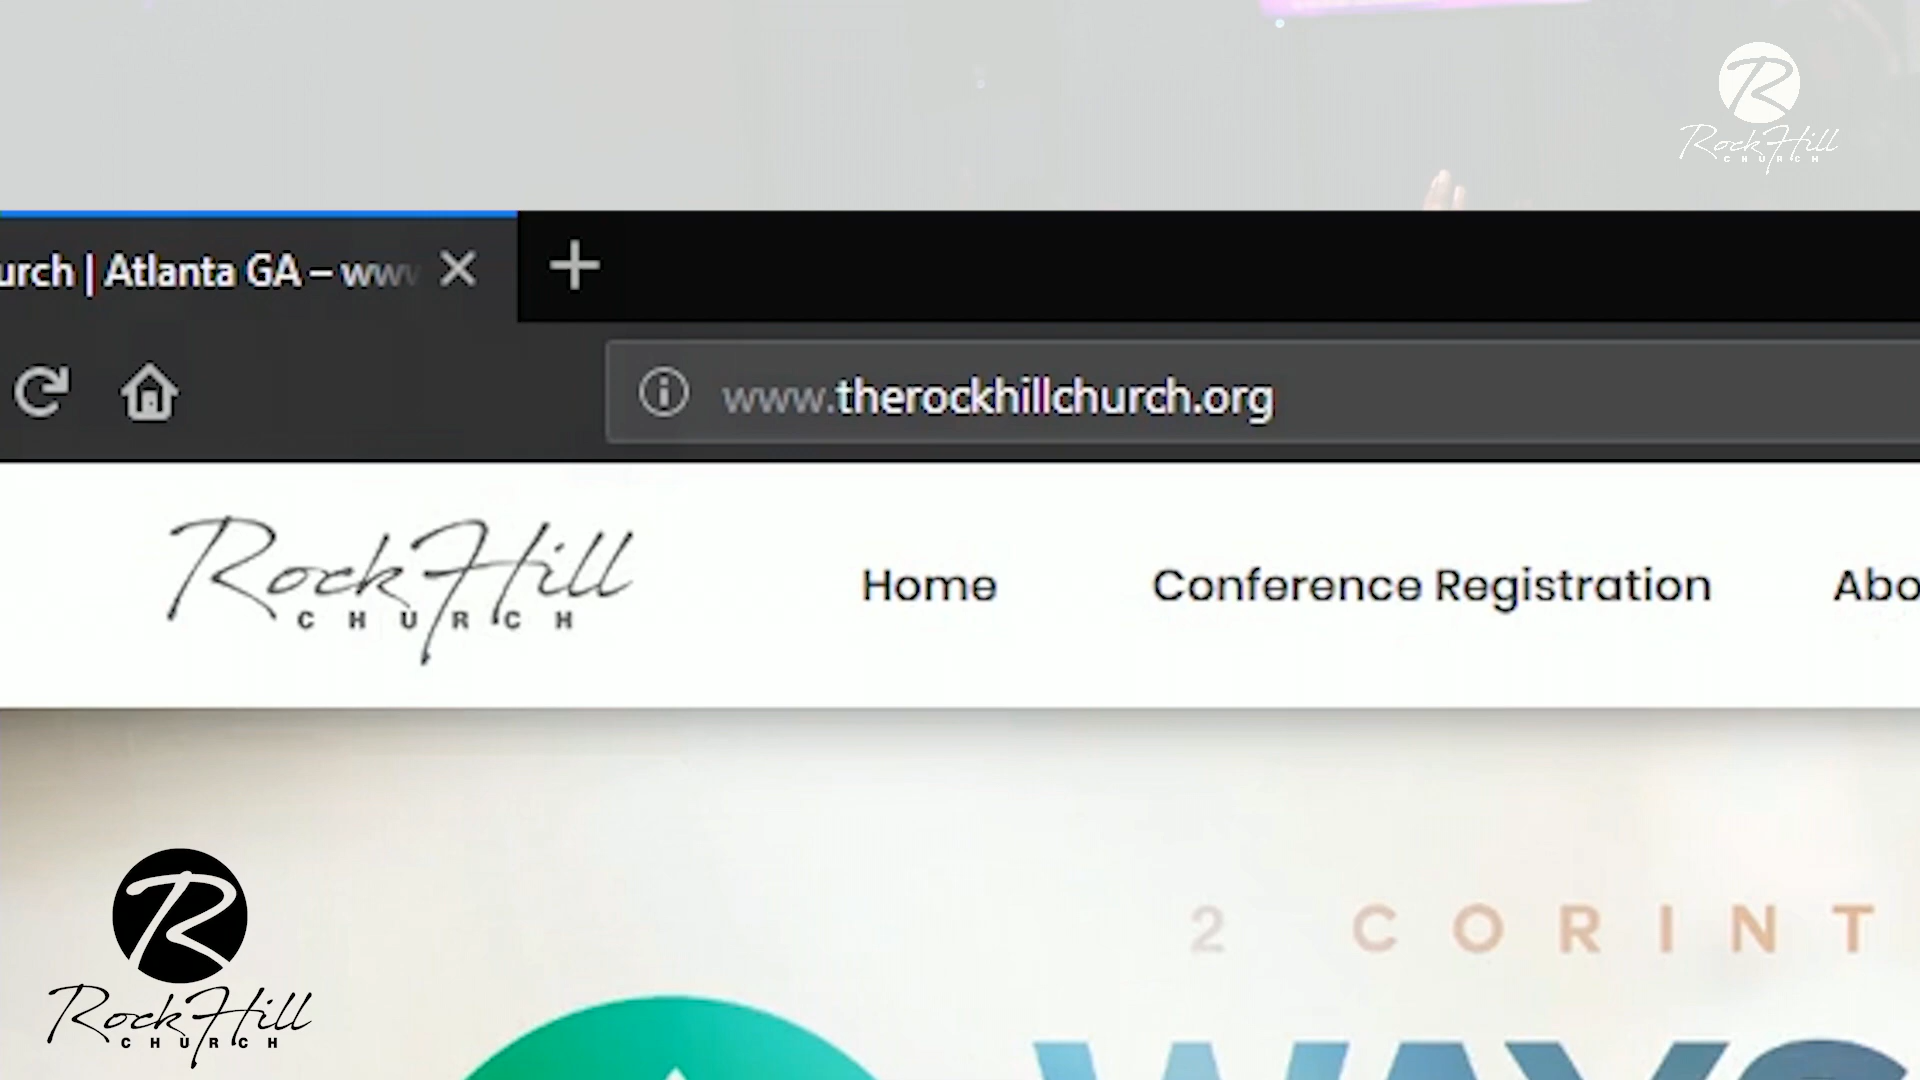 R
RockHill
CHURCH
urch | Atlanta GA – www
www.therockhillchurch.org
RockHill
CHURCH
Home
Conference Registration
Abo
2 CORINT
R
RockHill
CHURCH
WAYS